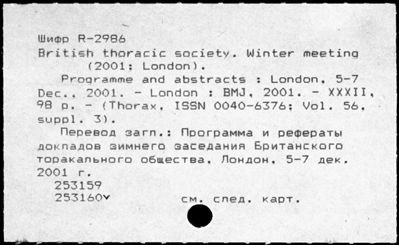 Шифр R-2986
British thoracic society. Winter meeting
(2001; London).
Programme and abstracts : London, 5-7
Dec., 2001. - London : BMJ, 2001. - XXXII,
98 p. - (Thorax, ISSN 0040-6376; Vol. 56,
suppl. 3).
Перевод загл.: Программа и рефераты
докладов зимнего заседания Британского
торакального общества, Лондон, 5-7 дек.
2001 г.
253159
253160v см. след. карт.